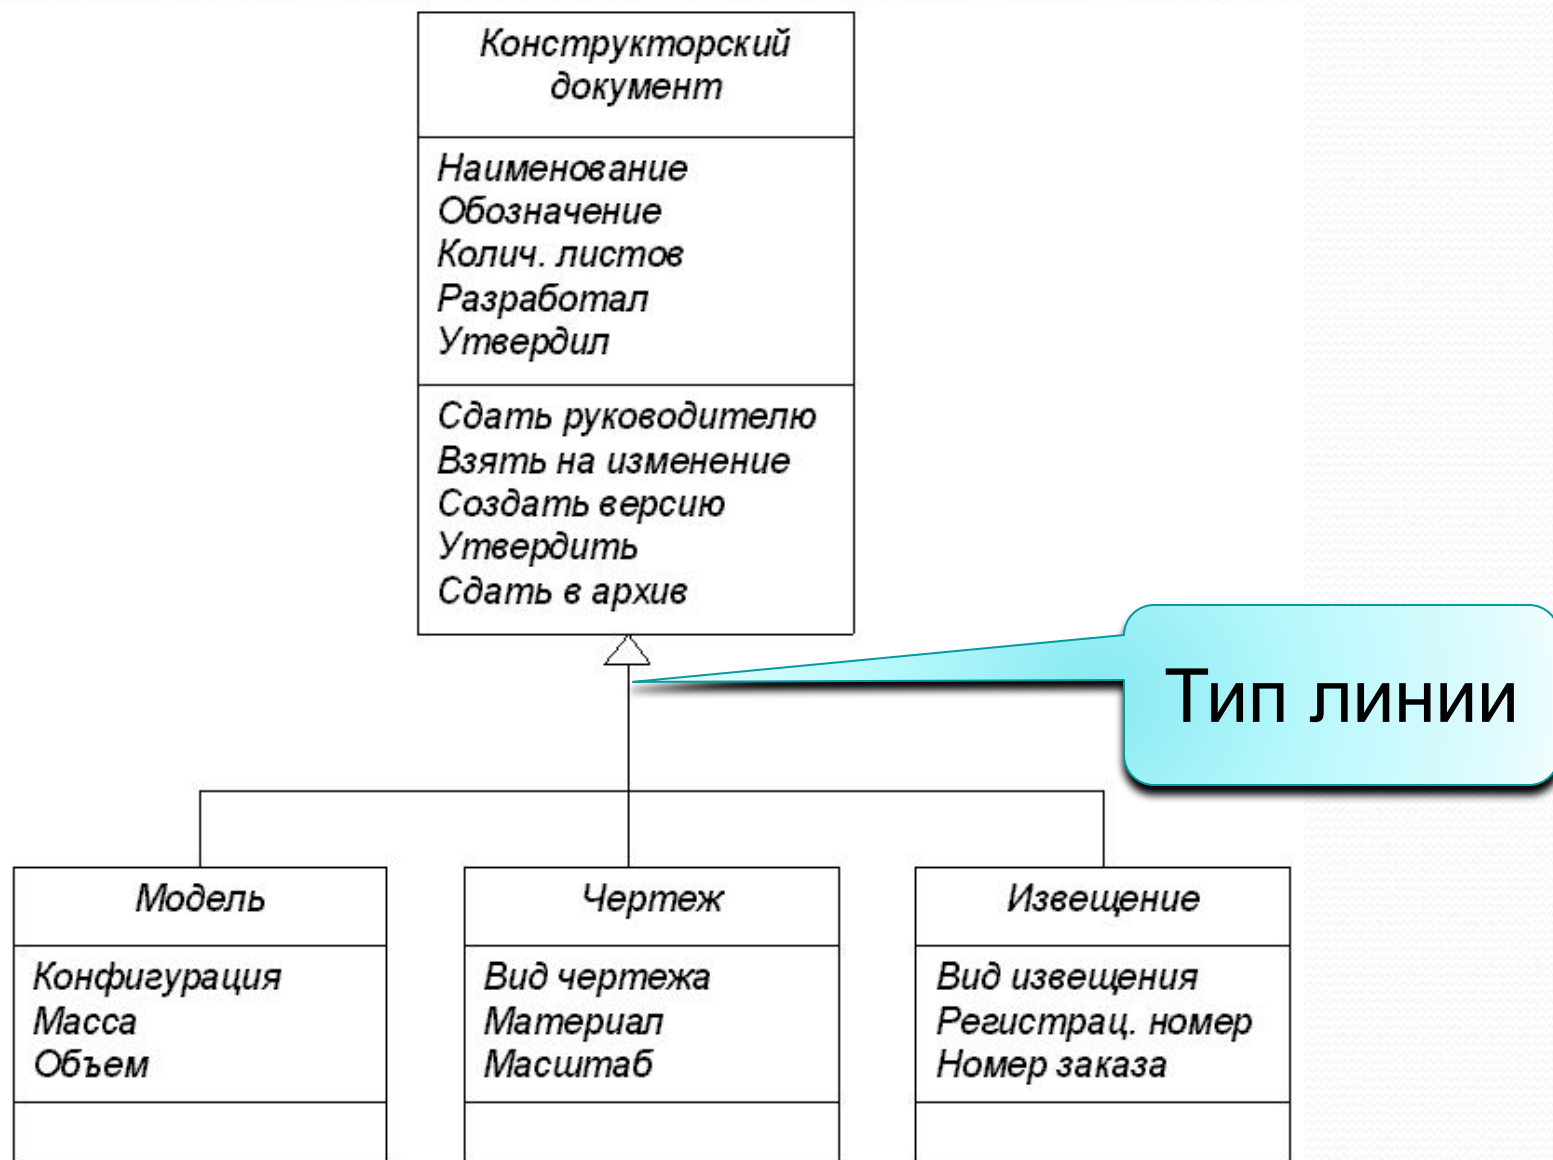 Конструкторский
документ
Наименование
Обозначение
Колич. листов
Разработал
Утвердил
Сдать руководителю
Взять на изменение
Создать версию
Утвердить
Сдать в архив
Тип линии
Модель
Конфигурация
Масса
Объем
Чертеж
Вид чертежа
Материал
Масштаб
Извещение
Вид извещения
Регистрац. номер
Номер заказа